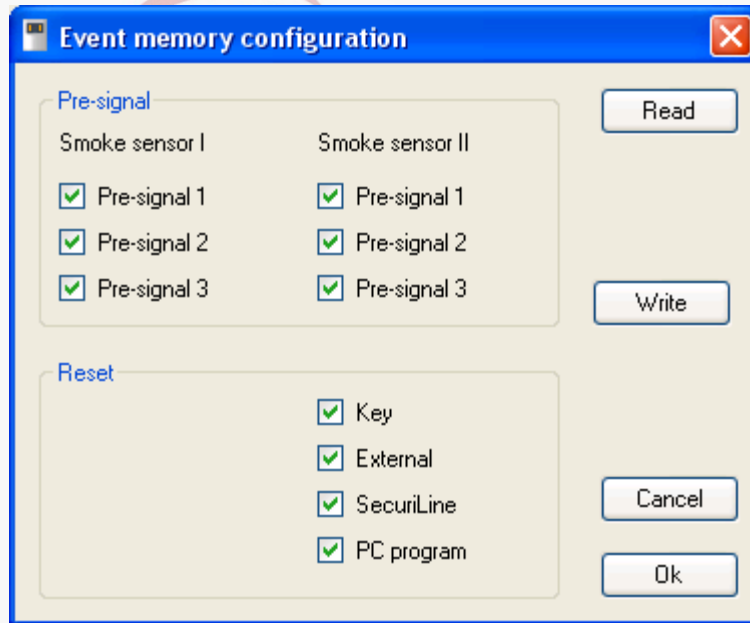 Event memory configuration
Pre-signal
Read
Smoke sensor I
Smoke sensor II
Pre-signal 1
Pre-signal 1
Pre-signal 2
Pre-signal 2
Pre-signal 3
Pre-signal 3
Write
Reset
Key
External
SecuriLine
Cancel
PC program
Ok